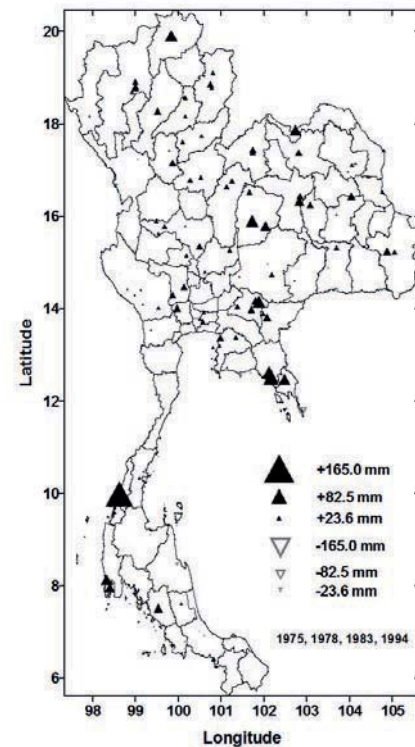 20
18
16
14
12
10
8
6
Latitude
+165.0 mm
+82.5 mm
+23.6 mm
-165.0 mm
-82.5 mm
-23.6 mm
1975, 1978, 1983, 1994
98 99 100 101 102 103 104 105
Longitude